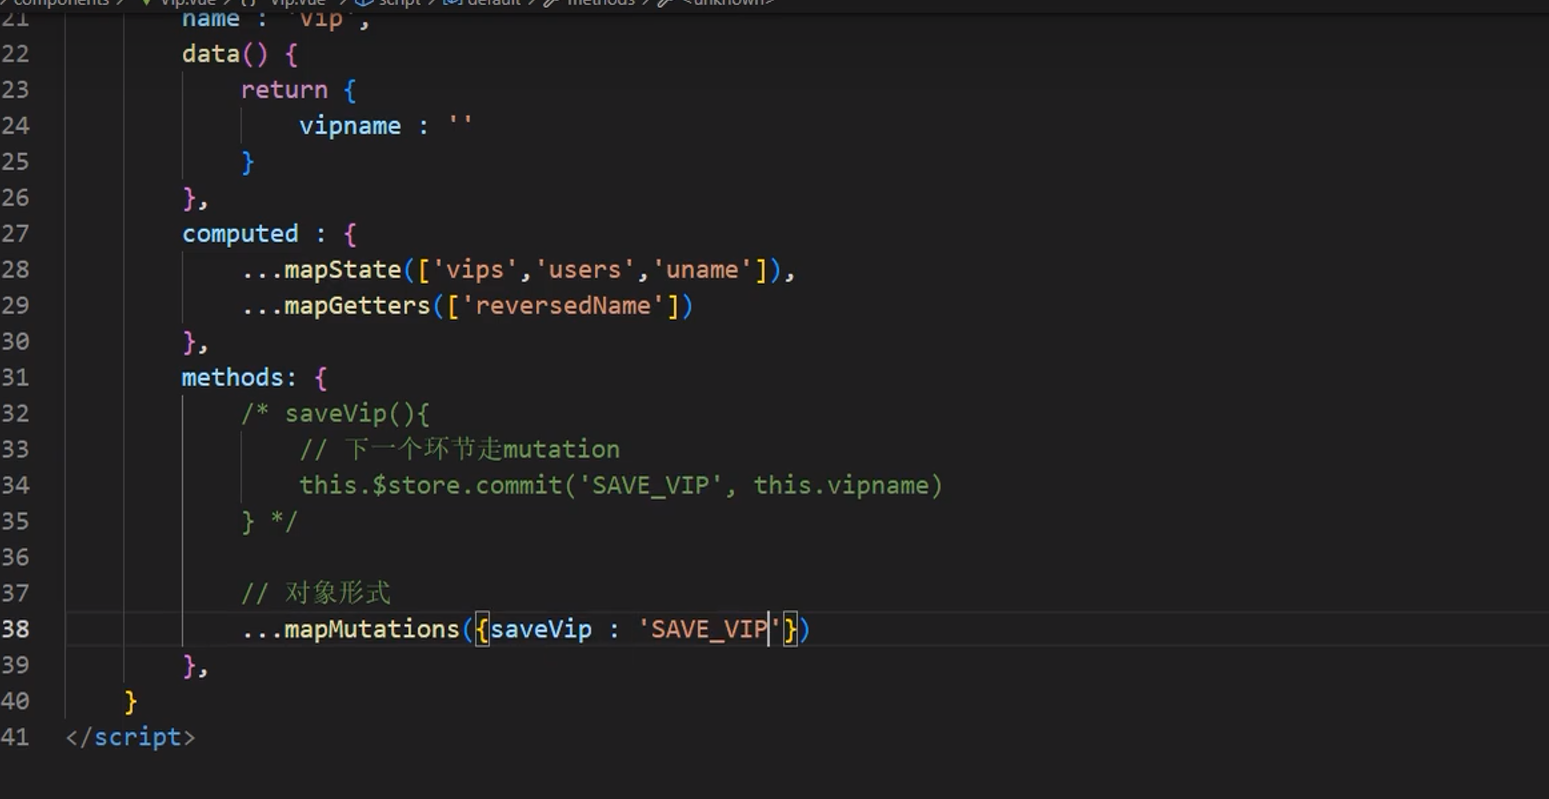 components > Vip.vue > {} "Vip.vue" > script > default > methods > <unknown>
21 name : 'Vip',
22 data() {
23 return {
24 vipname : ''
25 }
26 },
27 computed : {
28 ...mapState(['vips','users','uname']),
29 ...mapGetters(['reversedName'])
30 },
31 methods: {
32 /* saveVip(){
33 // 下一个环节走mutation
34 this.$store.commit('SAVE_VIP', this.vipname)
35 } */
36
37 // 对象形式
38 ...mapMutations({saveVip : 'SAVE_VIP'})
39 },
40 }
41 </script>